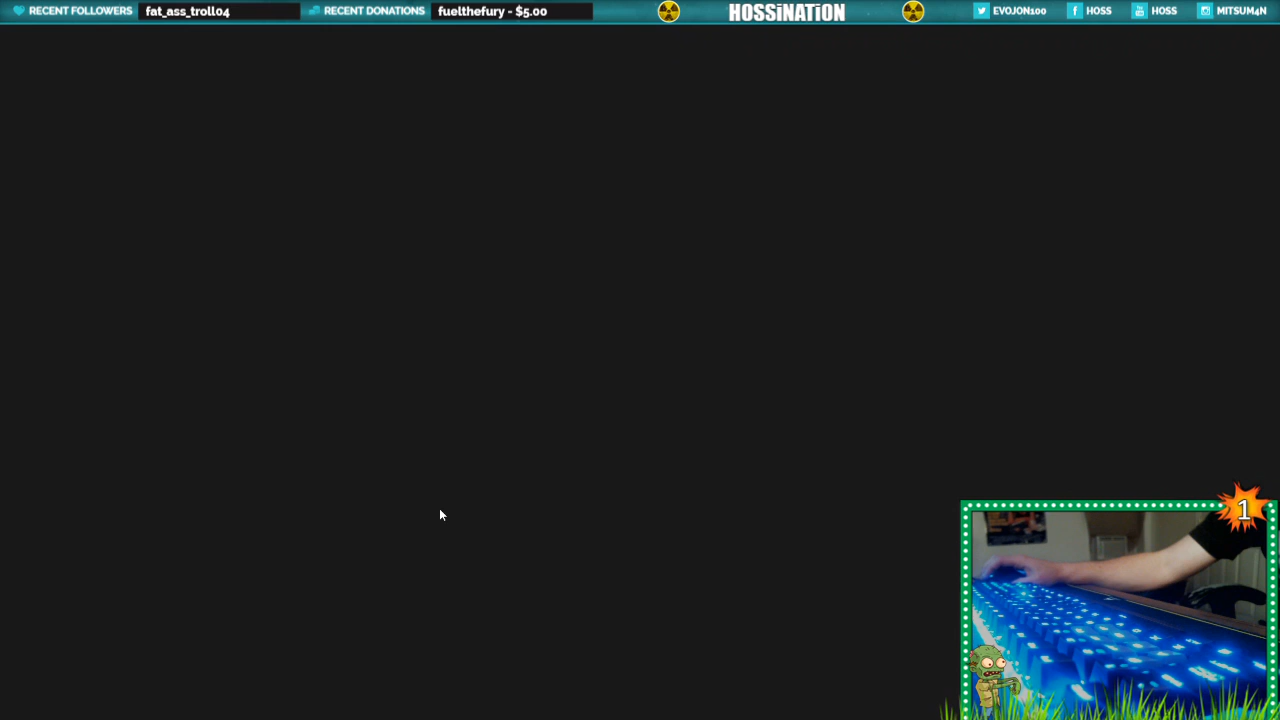 RECENT FOLLOWERS fat_ass_troll04 RECENT DONATIONS fuelthefury - $5.00 HOSSiNATiON EVOJON100 HOSS HOSS MITSUM4N
1